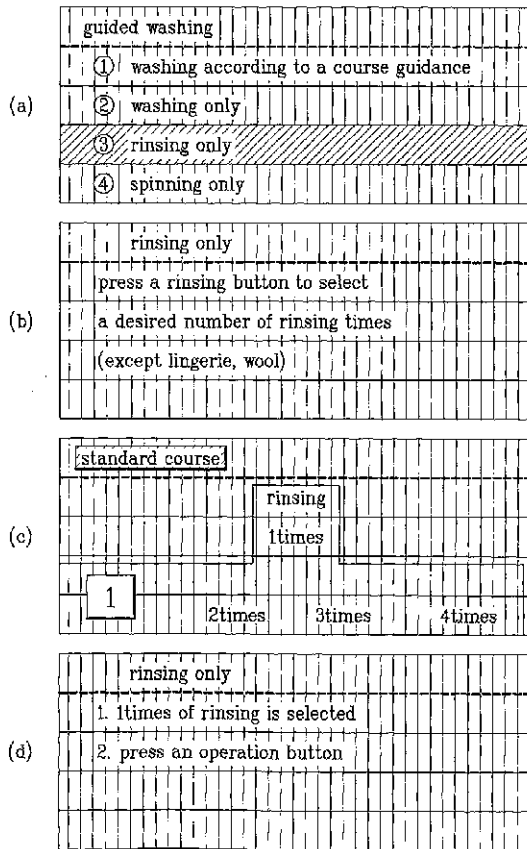 guided washing
① washing according to a course guidance
(a)
② washing only
③ rinsing only
④ spinning only
rinsing only
press a rinsing button to select
(b)
a desired number of rinsing times
(except lingerie, wool)
standard course
rinsing
(c)
1times
1
2times 3times 4times
rinsing only
1. 1times of rinsing is selected
(d)
2. press an operation button